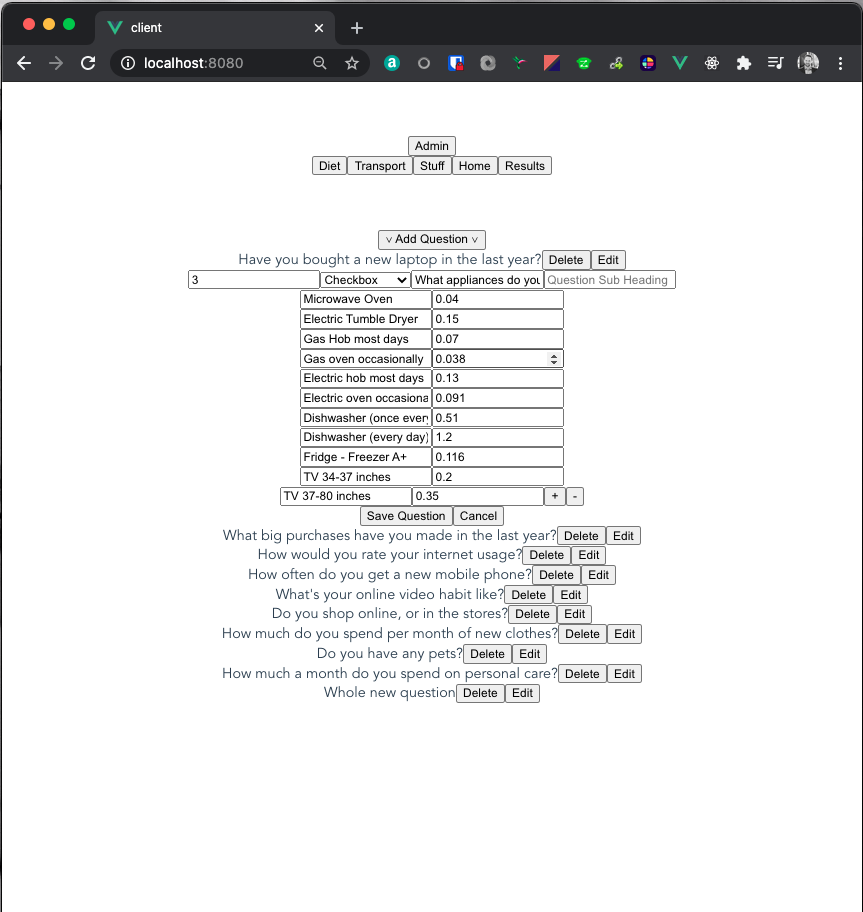 client
localhost:8080
Admin
Diet Transport Stuff Home Results
v Add Question v
Have you bought a new laptop in the last year? Delete Edit
3 Checkbox What appliances do you Question Sub Heading
Microwave Oven 0.04
Electric Tumble Dryer 0.15
Gas Hob most days 0.07
Gas oven occasionally 0.038
Electric hob most days 0.13
Electric oven occasiona 0.091
Dishwasher (once ever 0.51
Dishwasher (every day) 1.2
Fridge - Freezer A+ 0.116
TV 34-37 inches 0.2
TV 37-80 inches 0.35 + -
Save Question Cancel
What big purchases have you made in the last year? Delete Edit
How would you rate your internet usage? Delete Edit
How often do you get a new mobile phone? Delete Edit
What's your online video habit like? Delete Edit
Do you shop online, or in the stores? Delete Edit
How much do you spend per month of new clothes? Delete Edit
Do you have any pets? Delete Edit
How much a month do you spend on personal care? Delete Edit
Whole new question Delete Edit